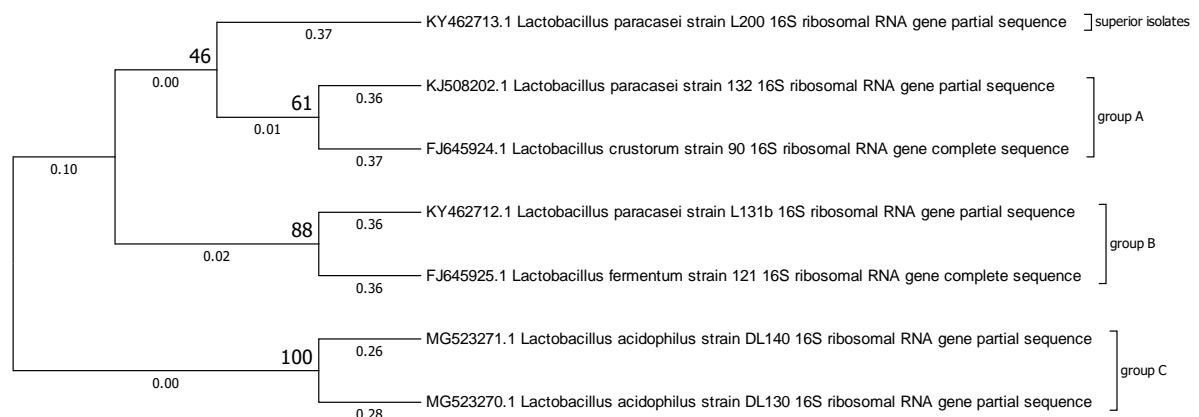 KY462713.1 Lactobacillus paracasei strain L200 16S ribosomal RNA gene partial sequence
superior isolates
46
0.37
0.00
KJ508202.1 Lactobacillus paracasei strain 132 16S ribosomal RNA gene partial sequence
61
0.36
group A
0.01
FJ645924.1 Lactobacillus crustorum strain 90 16S ribosomal RNA gene complete sequence
0.37
0.10
KY462712.1 Lactobacillus paracasei strain L131b 16S ribosomal RNA gene partial sequence
88
0.36
group B
0.02
FJ645925.1 Lactobacillus fermentum strain 121 16S ribosomal RNA gene complete sequence
0.36
MG523271.1 Lactobacillus acidophilus strain DL140 16S ribosomal RNA gene partial sequence
100
0.26
group C
0.00
MG523270.1 Lactobacillus acidophilus strain DL130 16S ribosomal RNA gene partial sequence
0.28